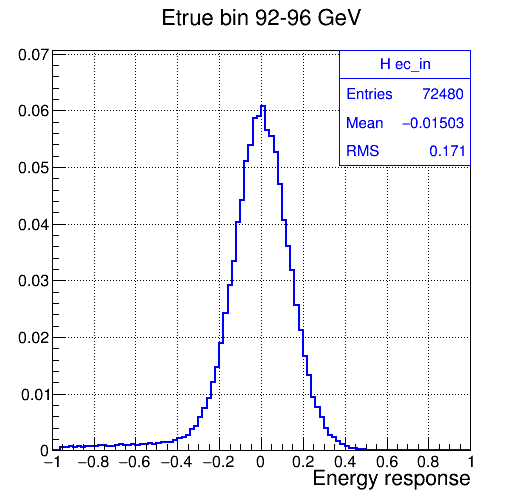 Etrue bin 92-96 GeV
H ec_in
Entries 72480
Mean −0.01503
RMS 0.171
0.07
0.06
0.05
0.04
0.03
0.02
0.01
0
−1 −0.8 −0.6 −0.4 −0.2 0 0.2 0.4 0.6 0.8 1
Energy response